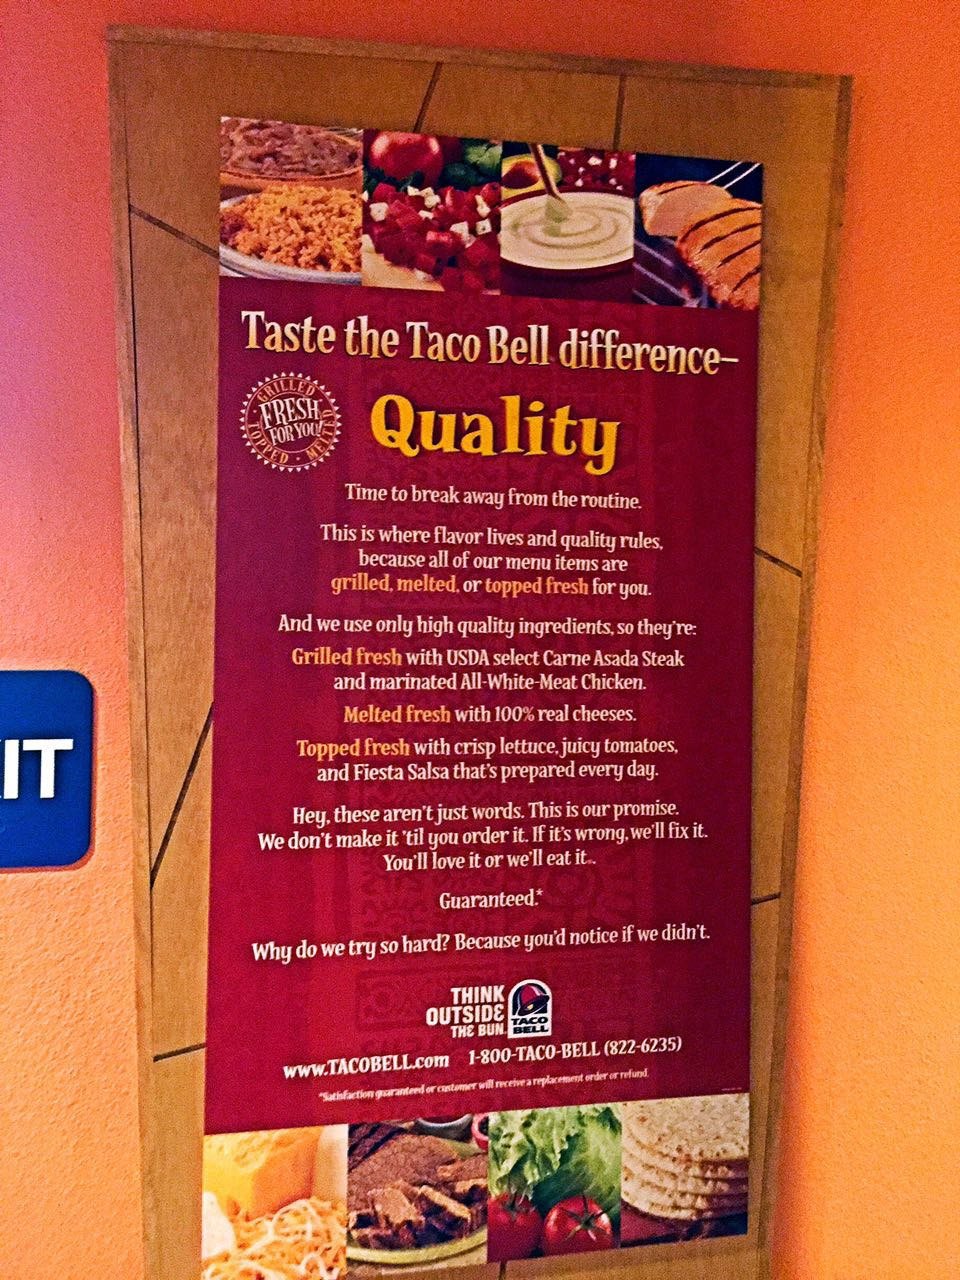 Taste the Taco Bell difference–
GRILLED
FRESH
FOR YOU!
TOPPED • MELTED
Quality
Time to break away from the routine.
This is where flavor lives and quality rules,
because all of our menu items are
grilled, melted, or topped fresh for you.
And we use only high quality ingredients, so they're:
Grilled fresh with USDA select Carne Asada Steak
and marinated All-White-Meat Chicken.
Melted fresh with 100% real cheeses.
Topped fresh with crisp lettuce, juicy tomatoes,
and Fiesta Salsa that's prepared every day.
Hey, these aren't just words. This is our promise.
We don't make it 'til you order it. If it's wrong, we'll fix it.
You'll love it or we'll eat it..
Guaranteed.*
Why do we try so hard? Because you'd notice if we didn't.
THINK
OUTSIDE
THE BUN.
TACO
BELL
www.TACOBELL.com 1-800-TACO-BELL (822-6235)
*Satisfaction guaranteed or customer will receive a replacement order or refund.
IT